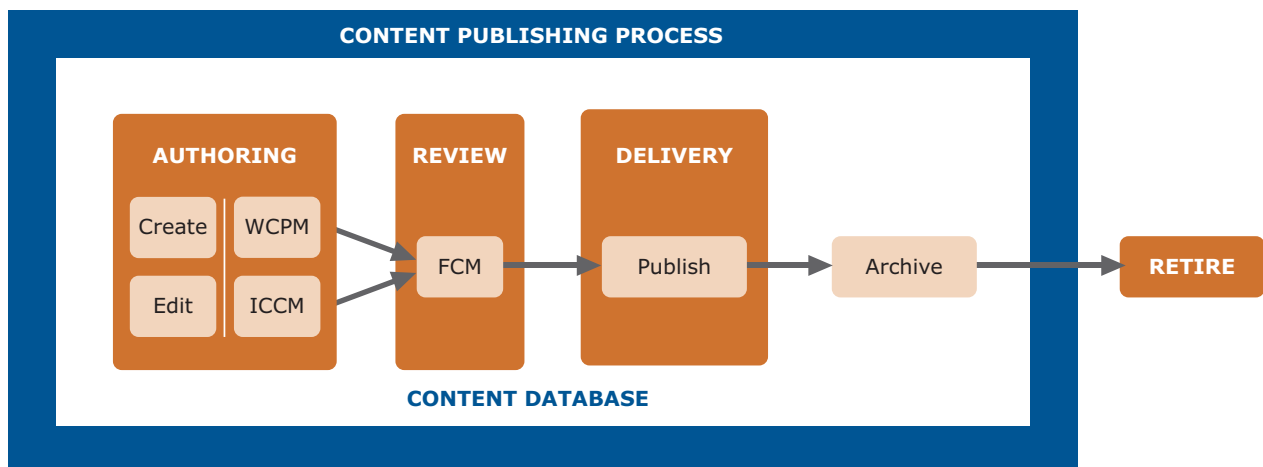 CONTENT PUBLISHING PROCESS
AUTHORING
Create
WCPM
Edit
ICCM
REVIEW
FCM
DELIVERY
Publish
Archive
RETIRE
CONTENT DATABASE